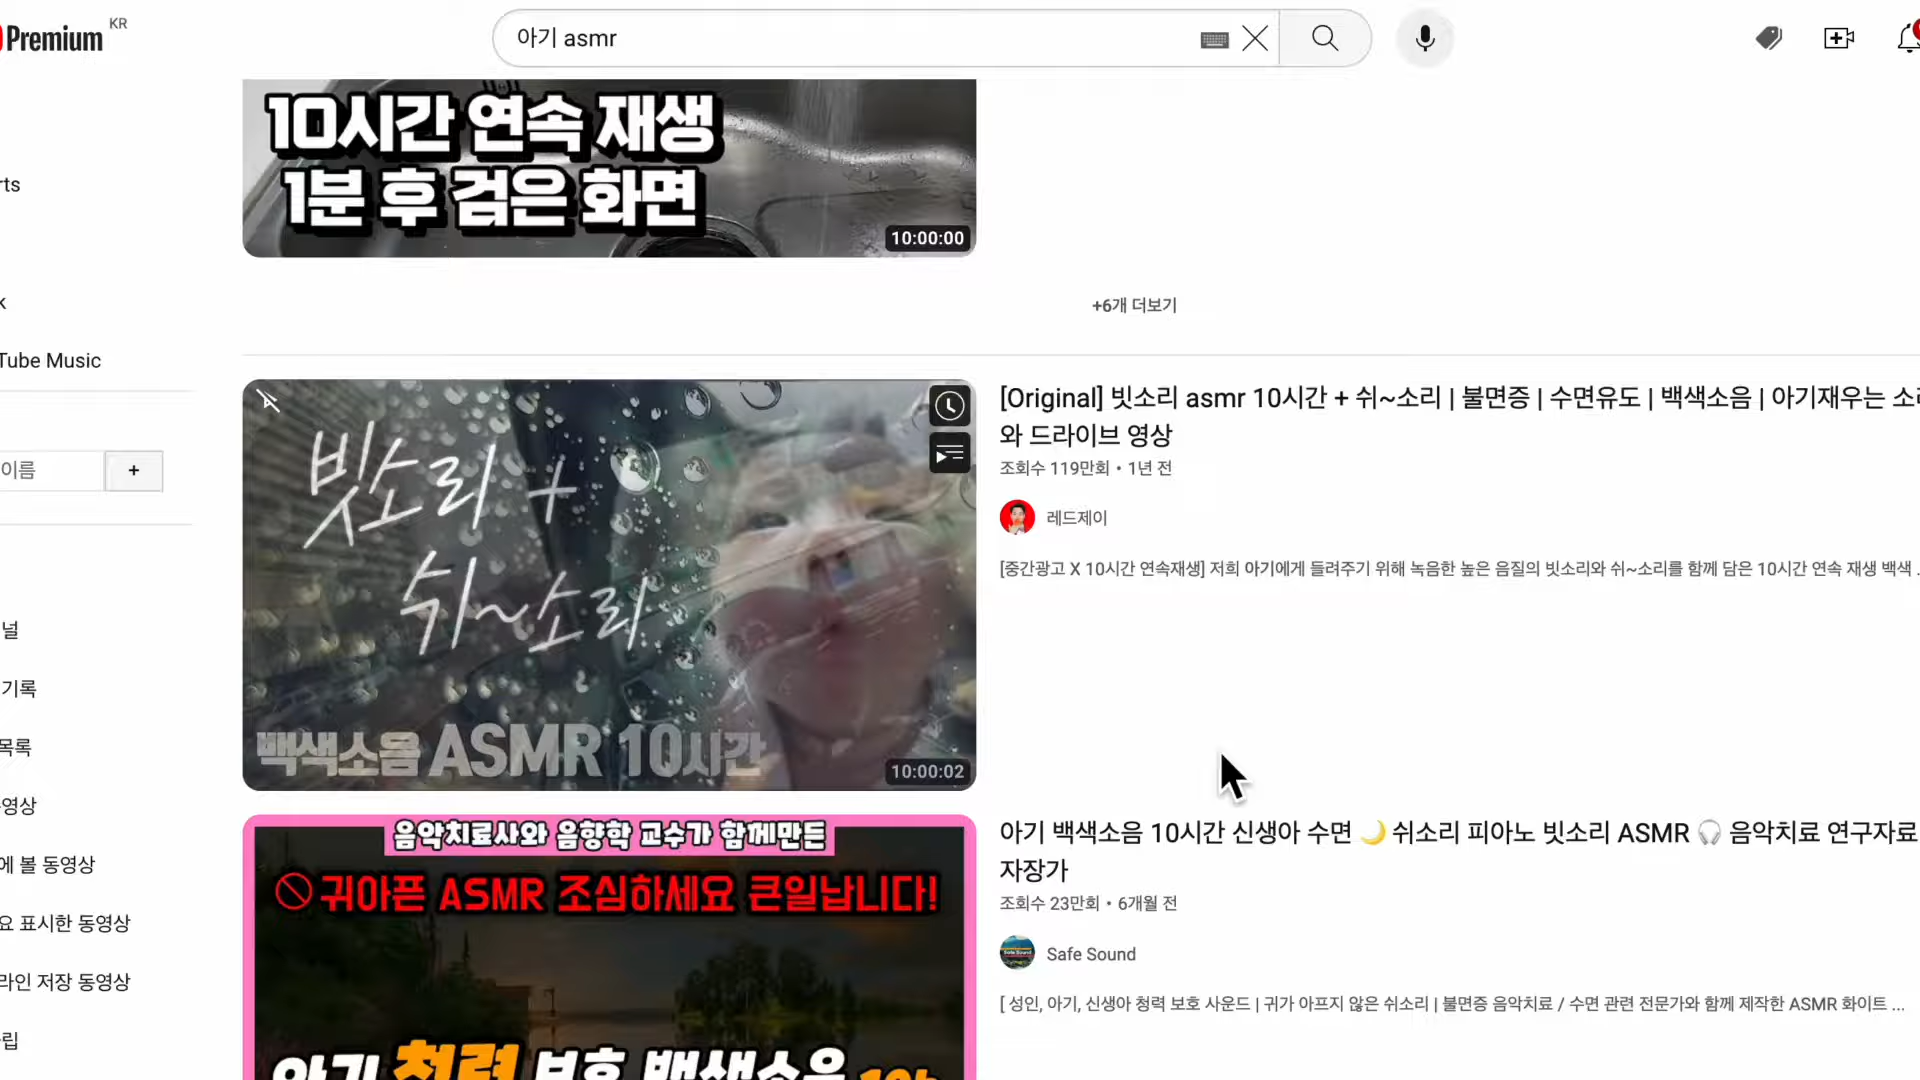 Premium KR
아기 asmr
10시간 연속 재생
1분 후 검은 화면
10:00:00
+6개 더보기
Tube Music
이름
+
기록
목록
볼 동영상
표시한 동영상
저장 동영상
빗소리 +
쉬~소리
백색소음 ASMR 10시간
10:00:02
[Original] 빗소리 asmr 10시간 + 쉬~소리 | 불면증 | 수면유도 | 백색소음 | 아기재우는
와 드라이브 영상
조회수 119만회 • 1년 전
레드제이
[중간광고 X 10시간 연속재생] 저희 아기에게 들려주기 위해 녹음한 높은 음질의 빗소리와 쉬~소리를 함께 담은 10시간 연속 재생 백색
음악치료사와 음향학 교수가 함께만든
귀아픈 ASMR 조심하세요 큰일납니다!
아기 청력 보호 백색소음 10h
아기 백색소음 10시간 신생아 수면 🌙 쉬소리 피아노 빗소리 ASMR 🎧 음악치료 연구자료
자장가
조회수 23만회 • 6개월 전
Safe Sound
[ 성인, 아기, 신생아 청력 보호 사운드 | 귀가 아프지 않은 쉬소리 | 불면증 음악치료 / 수면 관련 전문가와 함께 제작한 ASMR 화이트 ...